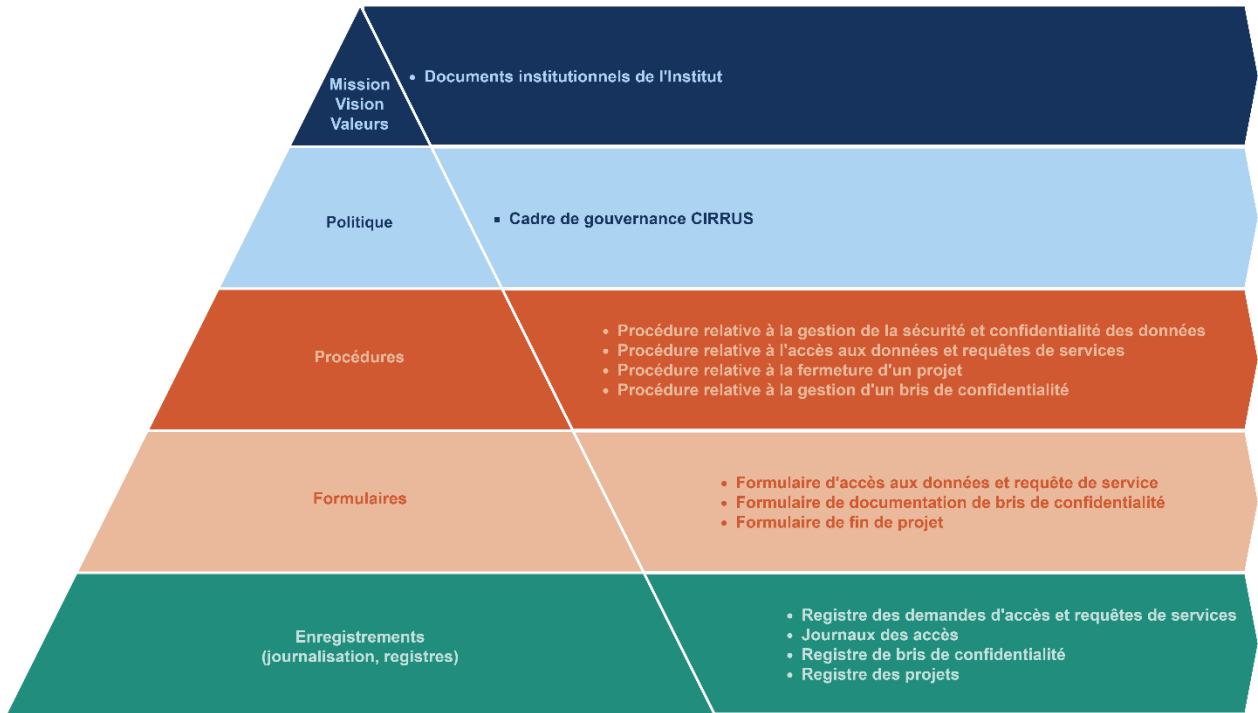 Mission
Vision
Valeurs
• Documents institutionnels de l'Institut
Politique
▪ Cadre de gouvernance CIRRUS
Procédures
• Procédure relative à la gestion de la sécurité et confidentialité des données
• Procédure relative à l'accès aux données et requêtes de services
• Procédure relative à la fermeture d'un projet
• Procédure relative à la gestion d'un bris de confidentialité
Formulaires
• Formulaire d'accès aux données et requête de service
• Formulaire de documentation de bris de confidentialité
• Formulaire de fin de projet
Enregistrements
(journalisation, registres)
• Registre des demandes d'accès et requêtes de services
• Journaux des accès
• Registre de bris de confidentialité
• Registre des projets